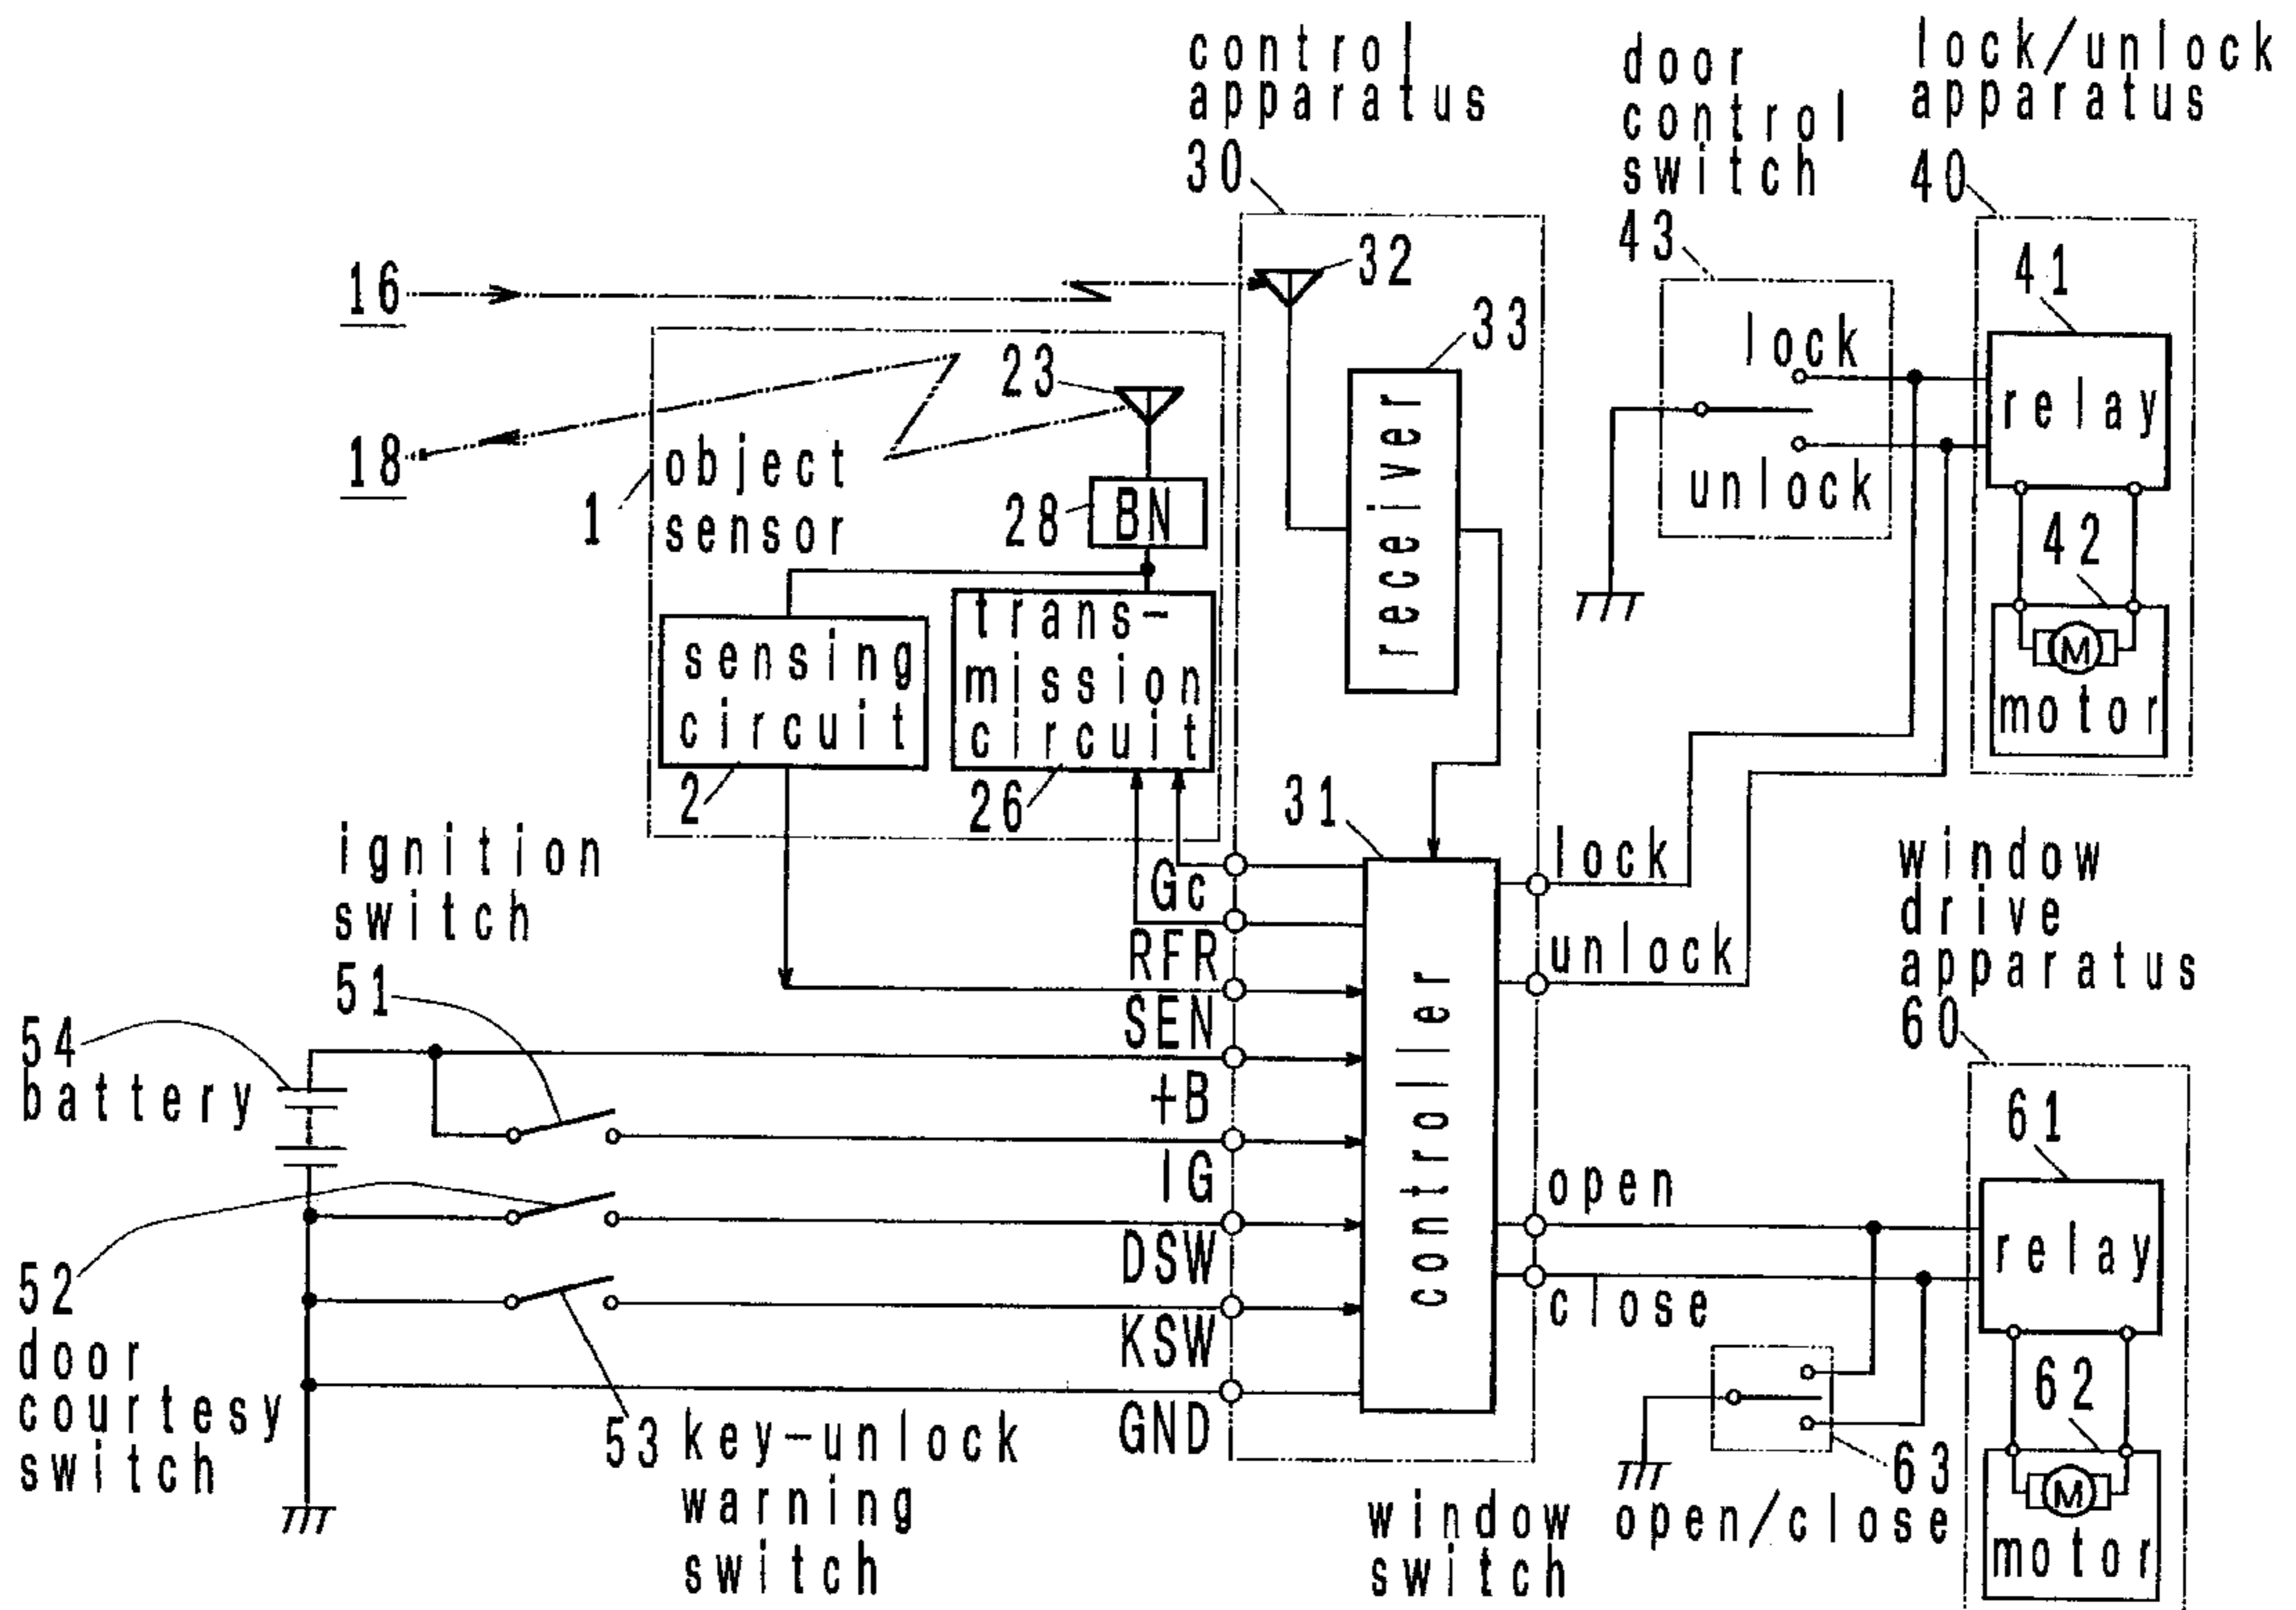 control
apparatus
30
door
control
switch
43
lock/unlock
apparatus
40
16
32
33
41
lock
relay
unlock
18
23
1
object
sensor
28
BN
receiver
42
M
motor
sensing
circuit
trans-
mission
circuit
2
26
31
ignition
switch
51
Gc
RFR
SEN
+B
IG
DSW
KSW
GND
controller
lock
unlock
open
close
window
drive
apparatus
60
54
battery
61
relay
52
door
courtesy
switch
62
M
motor
53 key-unlock
warning
switch
63
window open/close
switch